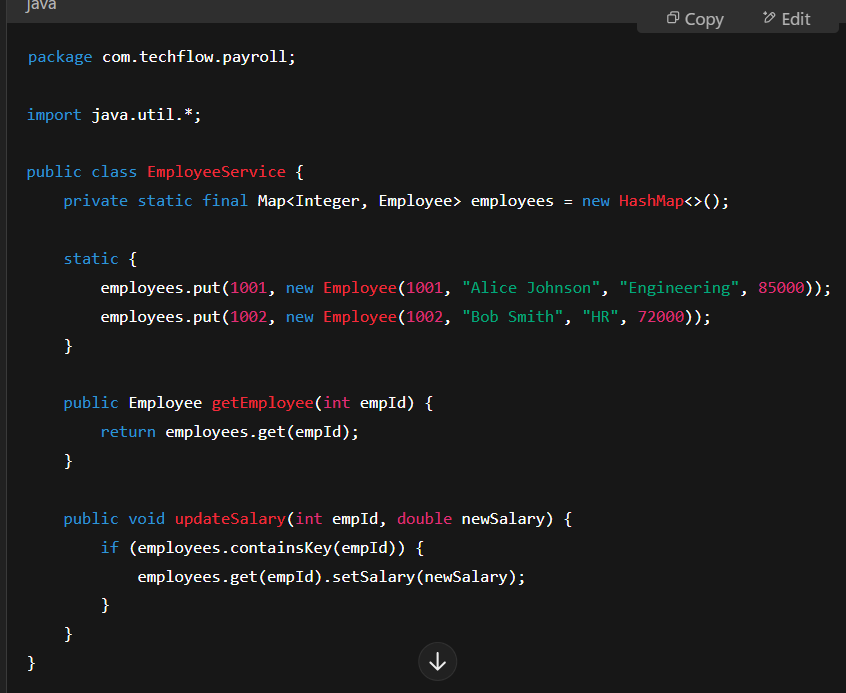 java
Copy Edit
package com.techflow.payroll;
import java.util.*;
public class EmployeeService {
    private static final Map<Integer, Employee> employees = new HashMap<>();
    static {
        employees.put(1001, new Employee(1001, "Alice Johnson", "Engineering", 85000));
        employees.put(1002, new Employee(1002, "Bob Smith", "HR", 72000));
    }
    public Employee getEmployee(int empId) {
        return employees.get(empId);
    }
    public void updateSalary(int empId, double newSalary) {
        if (employees.containsKey(empId)) {
            employees.get(empId).setSalary(newSalary);
        }
    }
}